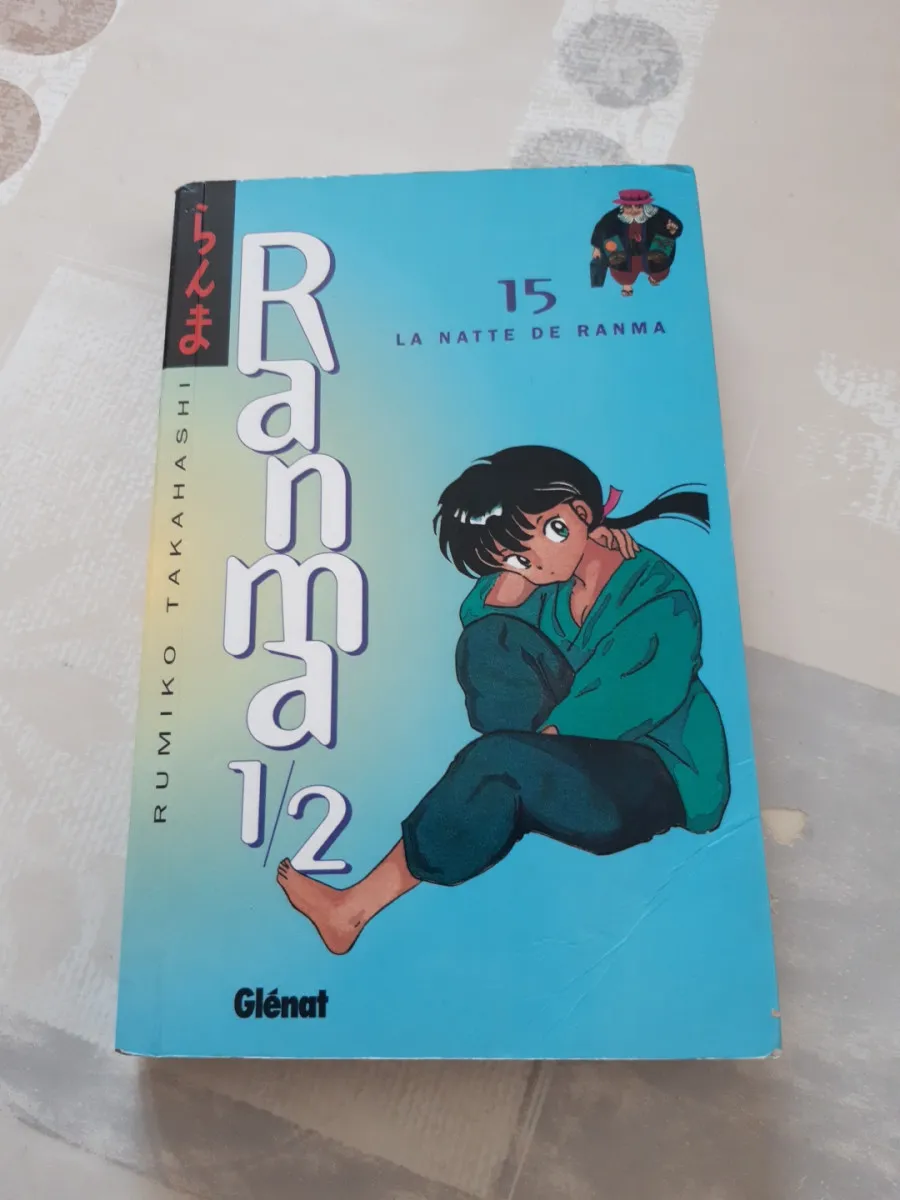 らんま
RUMIKO TAKAHASHI
Ranma
1/2
15
LA NATTE DE RANMA
Glénat